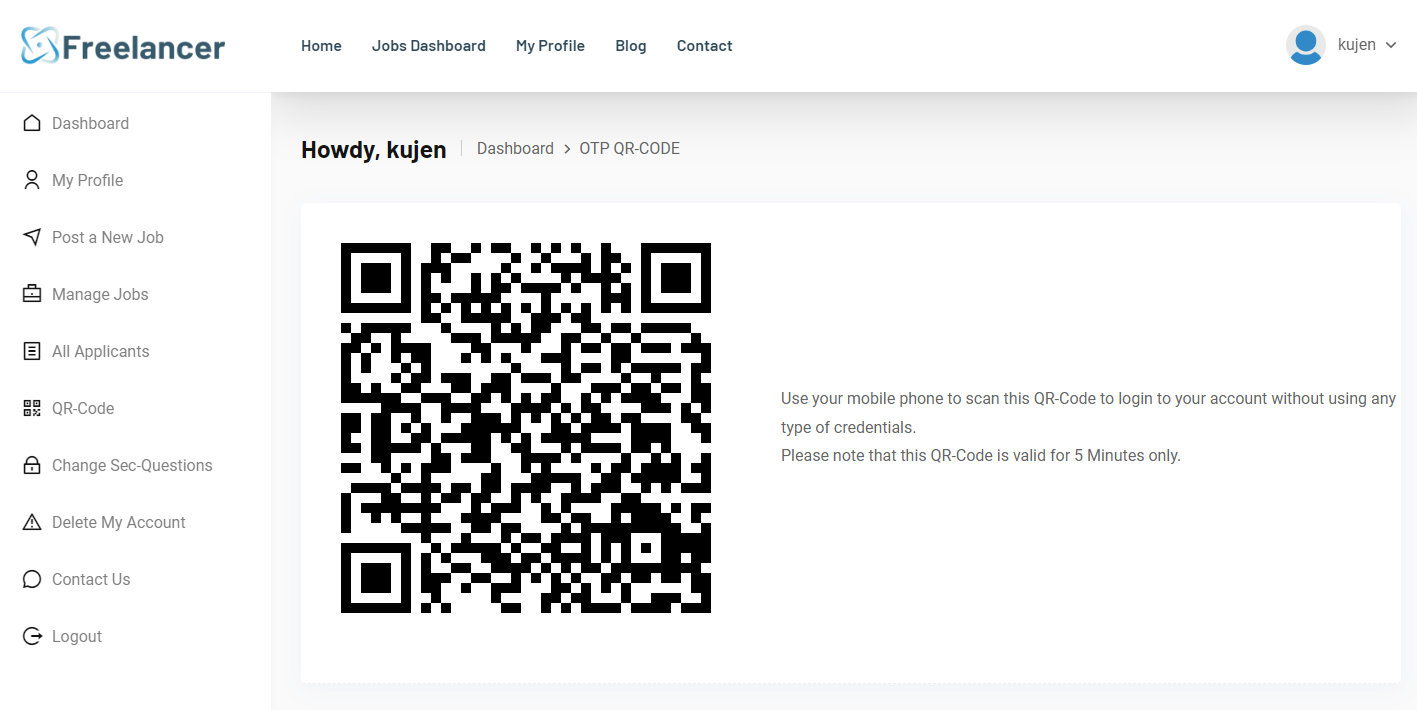 Freelancer
Home Jobs Dashboard My Profile Blog Contact
kujen
Dashboard
My Profile
Post a New Job
Manage Jobs
All Applicants
QR-Code
Change Sec-Questions
Delete My Account
Contact Us
Logout
Howdy, kujen
Dashboard > OTP QR-CODE
Use your mobile phone to scan this QR-Code to login to your account without using any
type of credentials.
Please note that this QR-Code is valid for 5 Minutes only.